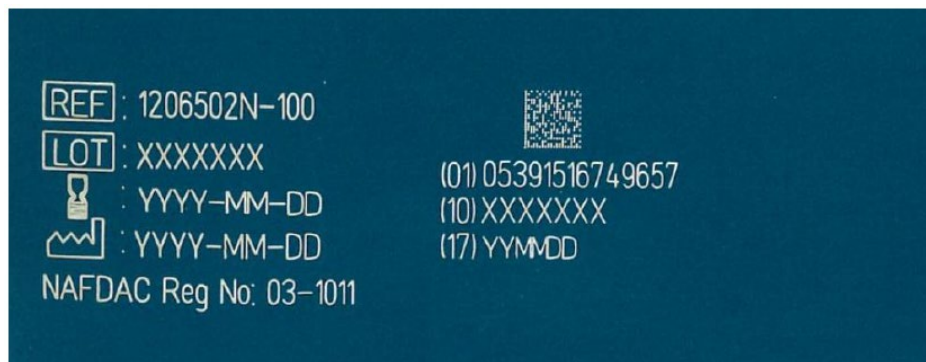 REF: 1206502N-100
LOT: XXXXXXX
: YYYY-MM-DD
: YYYY-MM-DD
NAFDAC Reg No: 03-1011
(01) 05391516749657
(10) XXXXXXX
(17) YYMMDD